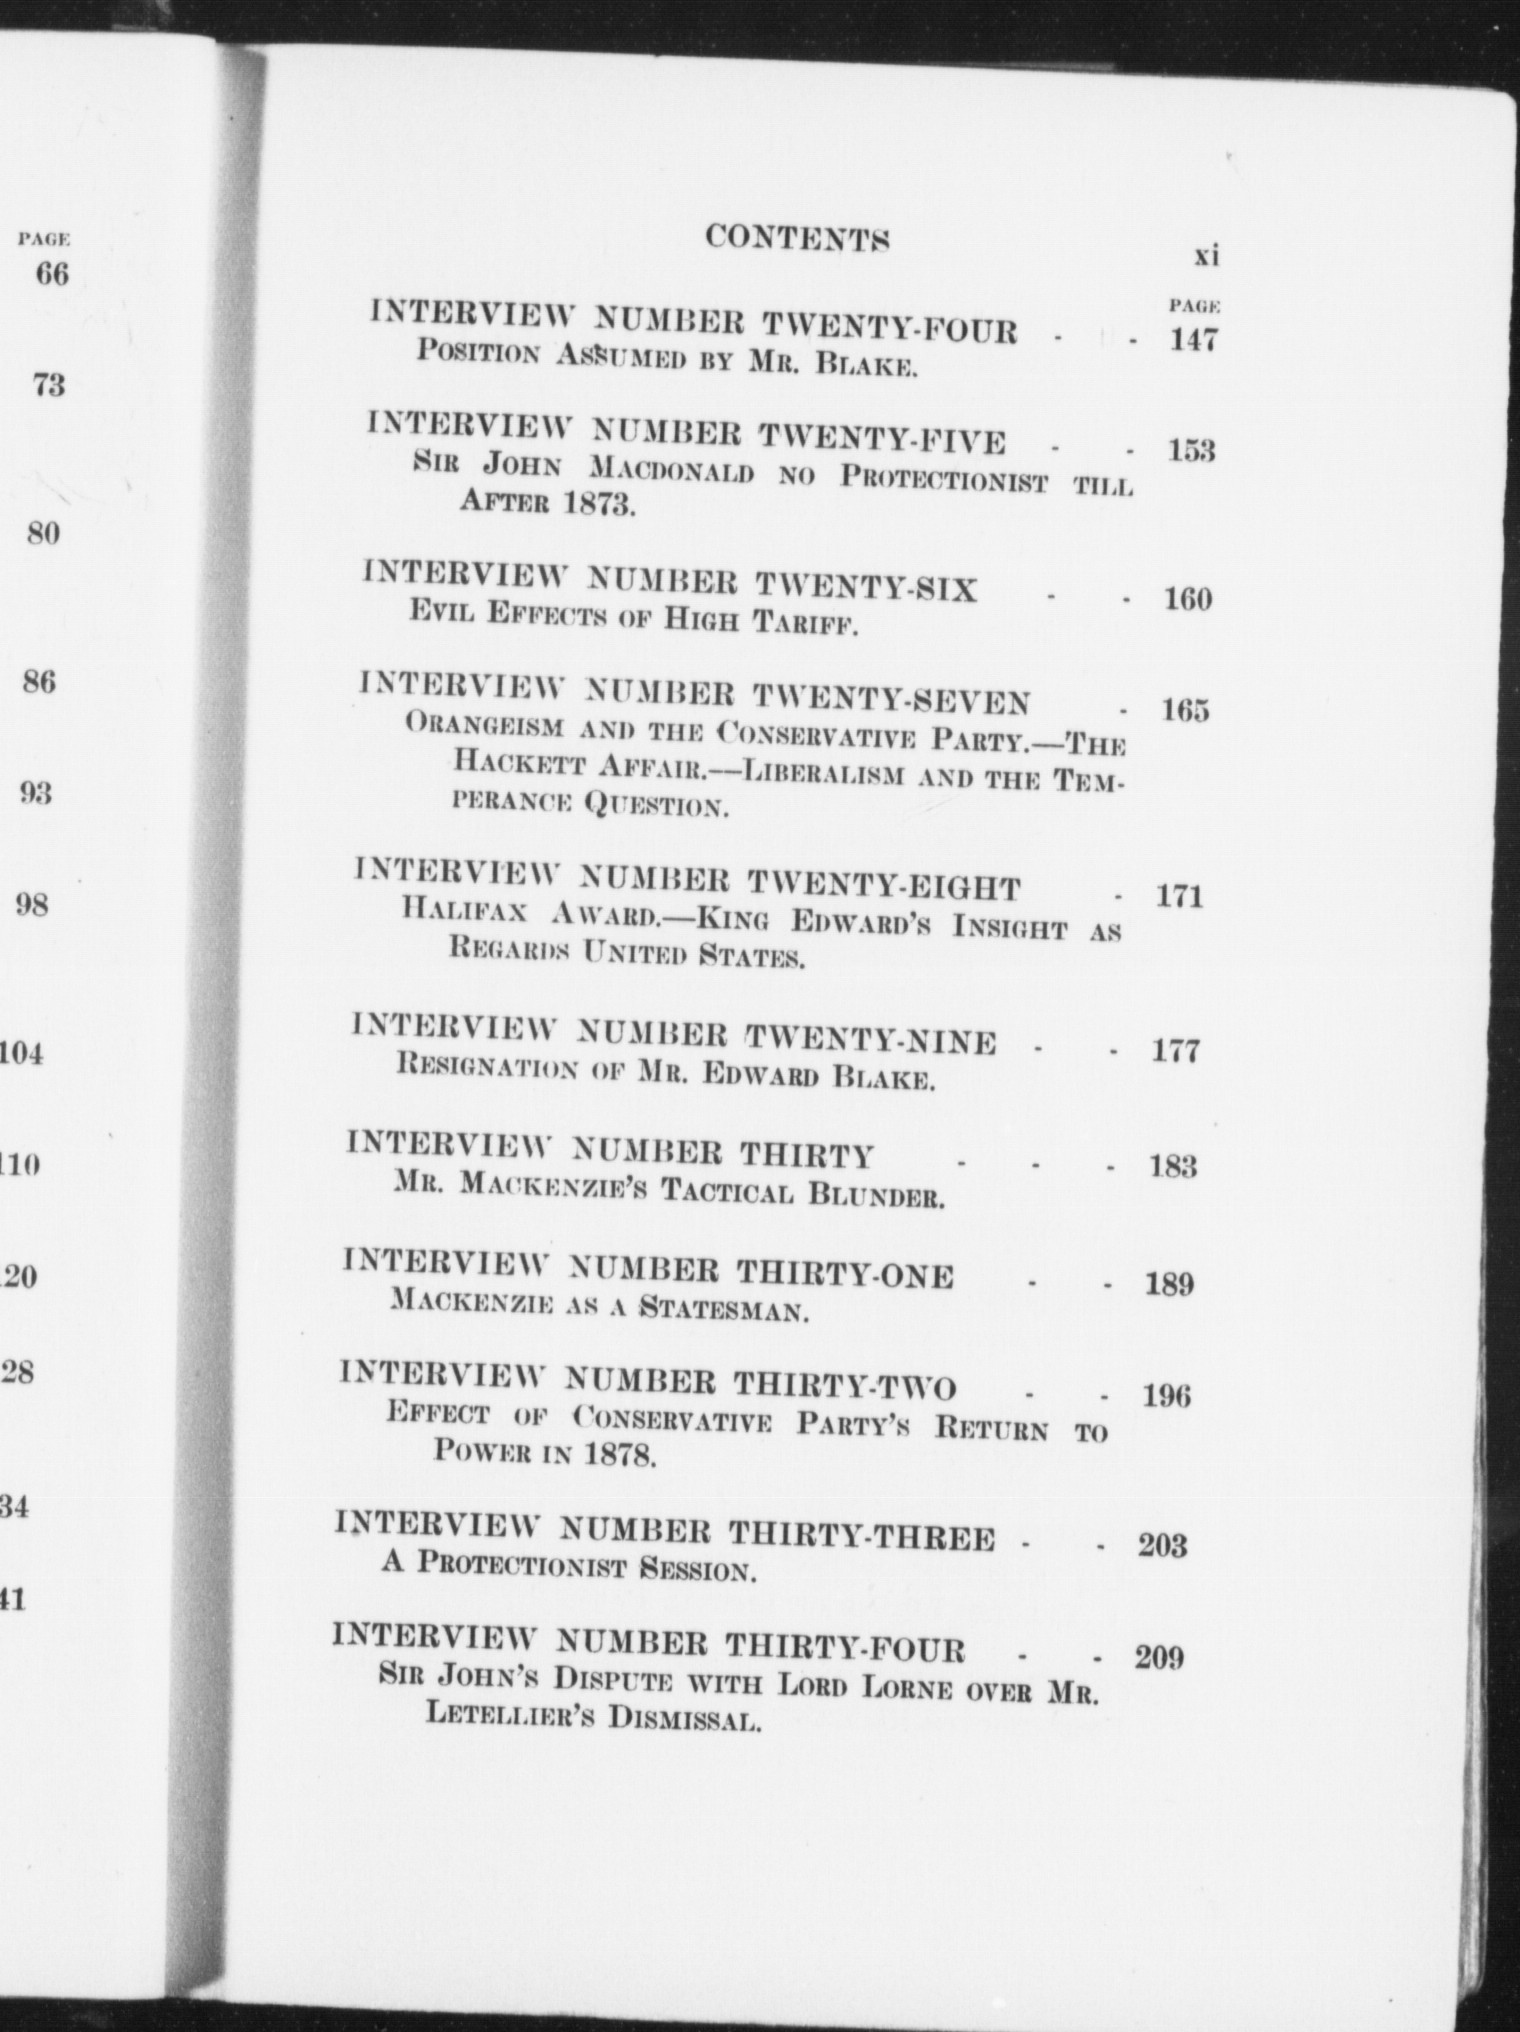 PAGE
66
73
80
86
93
98
104
110
20
28
34
41
CONTENTS xi
PAGE
INTERVIEW NUMBER TWENTY-FOUR - - 147
POSITION ASSUMED BY MR. BLAKE.
INTERVIEW NUMBER TWENTY-FIVE - - 153
SIR JOHN MACDONALD NO PROTECTIONIST TILL
AFTER 1873.
INTERVIEW NUMBER TWENTY-SIX - - 160
EVIL EFFECTS OF HIGH TARIFF.
INTERVIEW NUMBER TWENTY-SEVEN - 165
ORANGEISM AND THE CONSERVATIVE PARTY.—THE
HACKETT AFFAIR.—LIBERALISM AND THE TEM-
PERANCE QUESTION.
INTERVIEW NUMBER TWENTY-EIGHT - 171
HALIFAX AWARD.—KING EDWARD'S INSIGHT AS
REGARDS UNITED STATES.
INTERVIEW NUMBER TWENTY-NINE - - 177
RESIGNATION OF MR. EDWARD BLAKE.
INTERVIEW NUMBER THIRTY - - - 183
MR. MACKENZIE'S TACTICAL BLUNDER.
INTERVIEW NUMBER THIRTY-ONE - - 189
MACKENZIE AS A STATESMAN.
INTERVIEW NUMBER THIRTY-TWO - - 196
EFFECT OF CONSERVATIVE PARTY'S RETURN TO
POWER IN 1878.
INTERVIEW NUMBER THIRTY-THREE - - 203
A PROTECTIONIST SESSION.
INTERVIEW NUMBER THIRTY-FOUR - - 209
SIR JOHN'S DISPUTE WITH LORD LORNE OVER MR.
LETELLIER'S DISMISSAL.